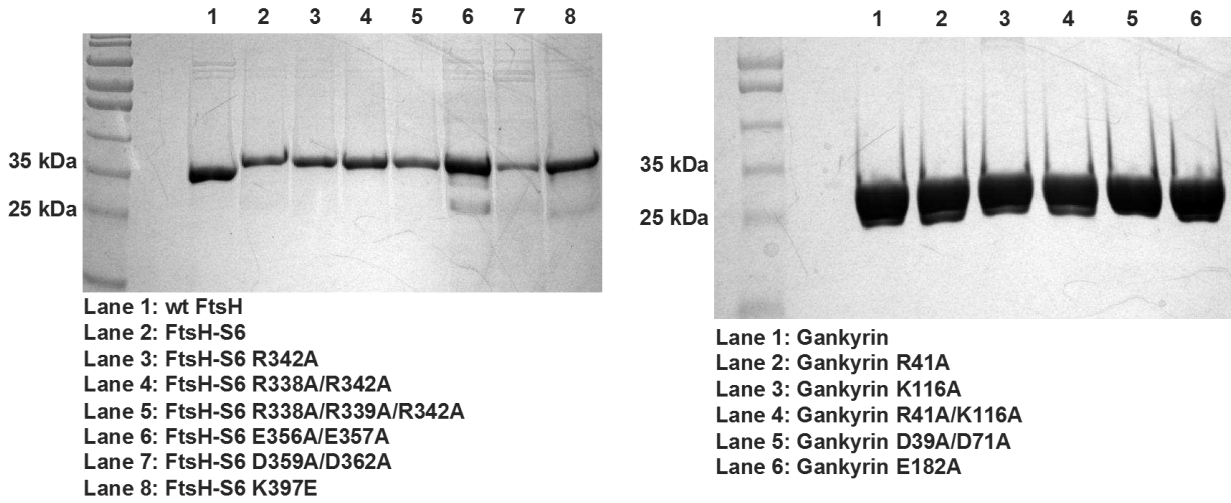 1 2 3 4 5 6 7 8
35 kDa
25 kDa
Lane 1: wt FtsH
Lane 2: FtsH-S6
Lane 3: FtsH-S6 R342A
Lane 4: FtsH-S6 R338A/R342A
Lane 5: FtsH-S6 R338A/R339A/R342A
Lane 6: FtsH-S6 E356A/E357A
Lane 7: FtsH-S6 D359A/D362A
Lane 8: FtsH-S6 K397E
1 2 3 4 5 6
35 kDa
25 kDa
Lane 1: Gankyrin
Lane 2: Gankyrin R41A
Lane 3: Gankyrin K116A
Lane 4: Gankyrin R41A/K116A
Lane 5: Gankyrin D39A/D71A
Lane 6: Gankyrin E182A